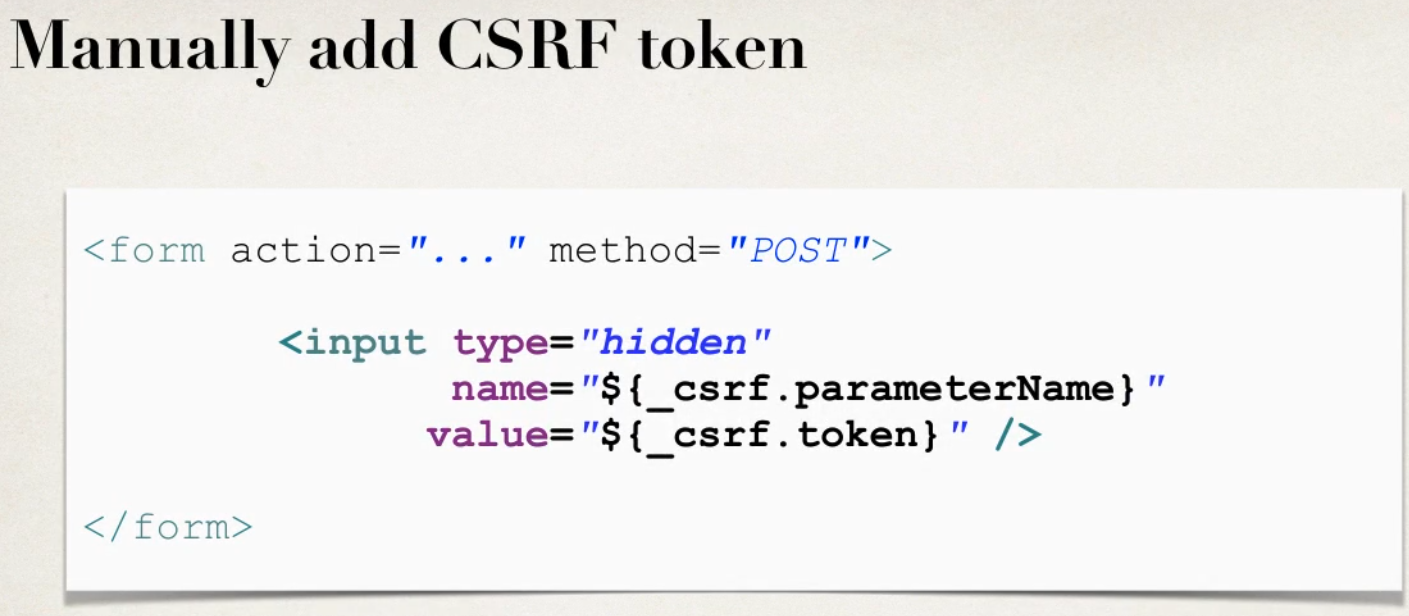 Manually add CSRF token
<form action="..." method="POST">
<input type="hidden"
name="${_csrf.parameterName}"
value="${_csrf.token}" />
</form>